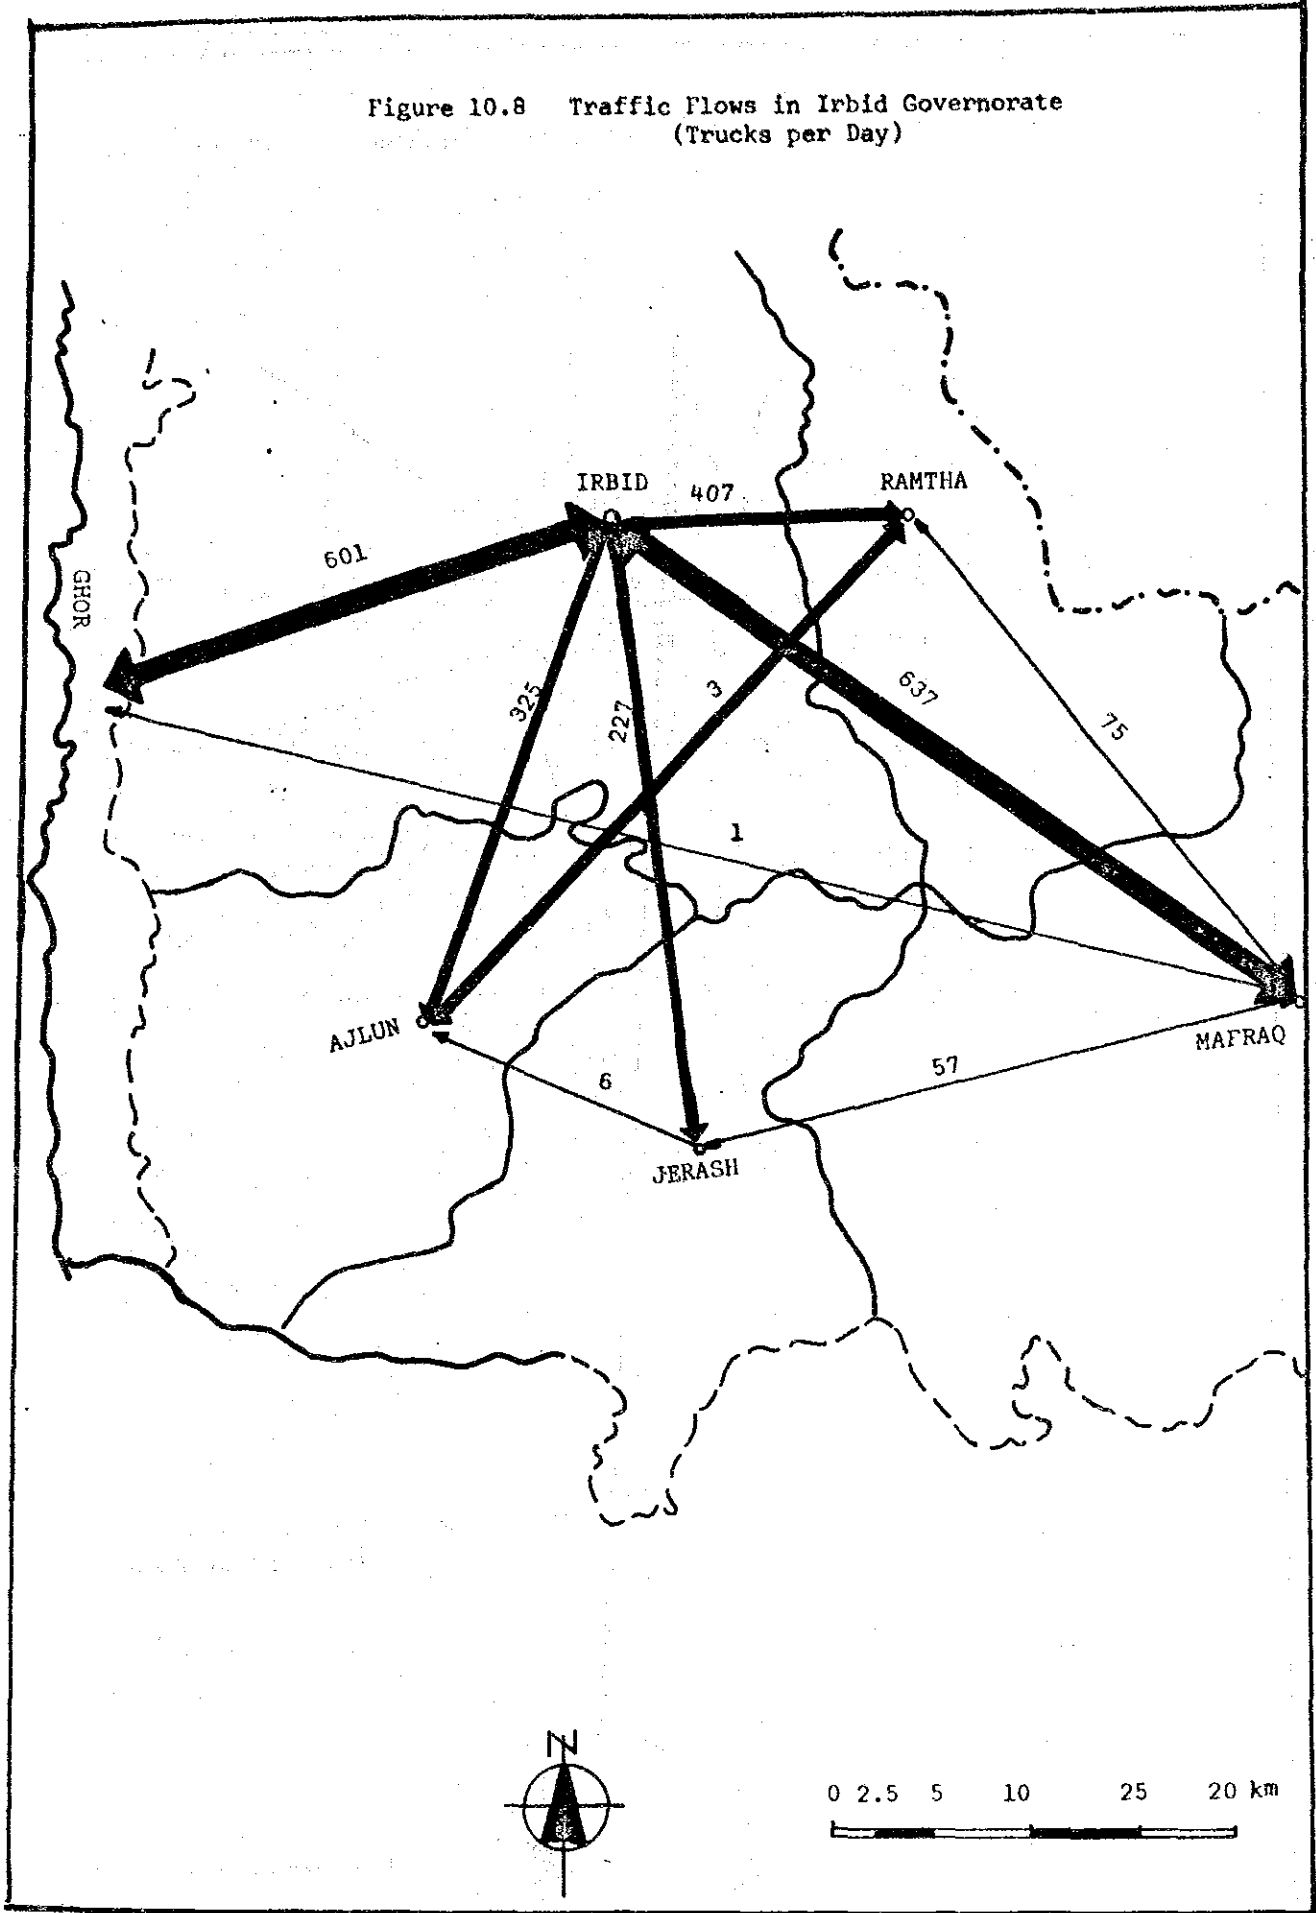 Figure 10.8 Traffic Flows in Irbid Governorate
(Trucks per Day)
IRBID
407
RAMTHA
601
GHOR
325
227
3
637
75
1
AJLUN
MAFRAQ
6
57
JERASH
N
0 2.5 5 10 25 20 km